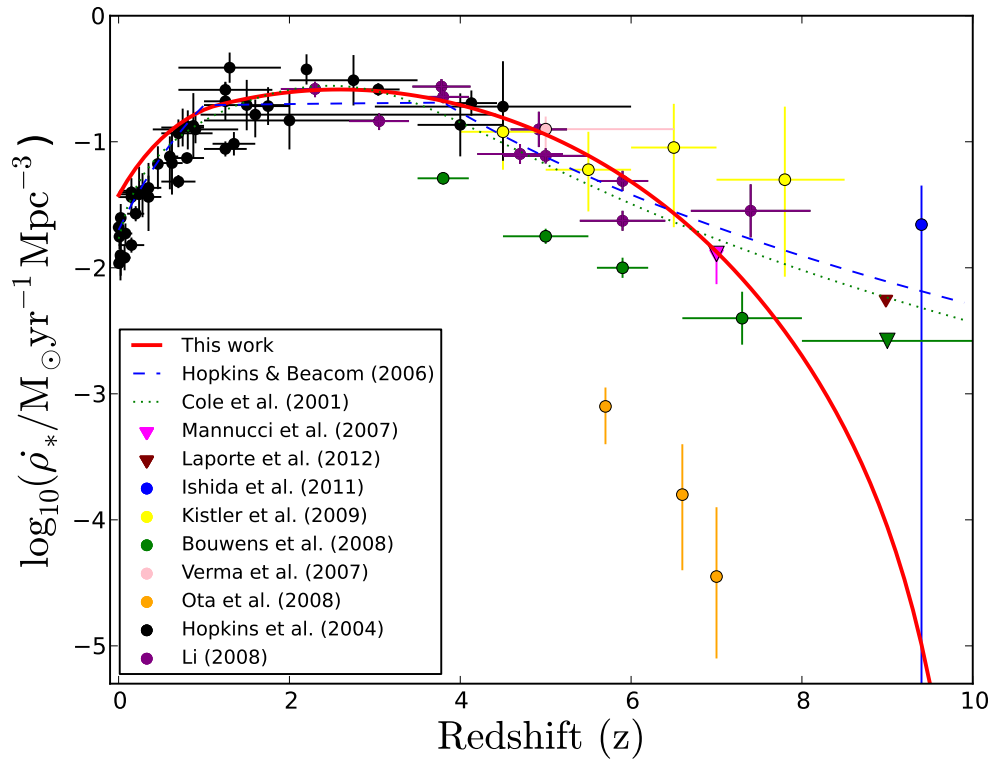 0
−1
−2
−3
−4
−5
log₁₀(ρ̇*/M⊙yr⁻¹Mpc⁻³)
This work
Hopkins & Beacom (2006)
Cole et al. (2001)
Mannucci et al. (2007)
Laporte et al. (2012)
Ishida et al. (2011)
Kistler et al. (2009)
Bouwens et al. (2008)
Verma et al. (2007)
Ota et al. (2008)
Hopkins et al. (2004)
Li (2008)
0 2 4 6 8 10
Redshift (z)